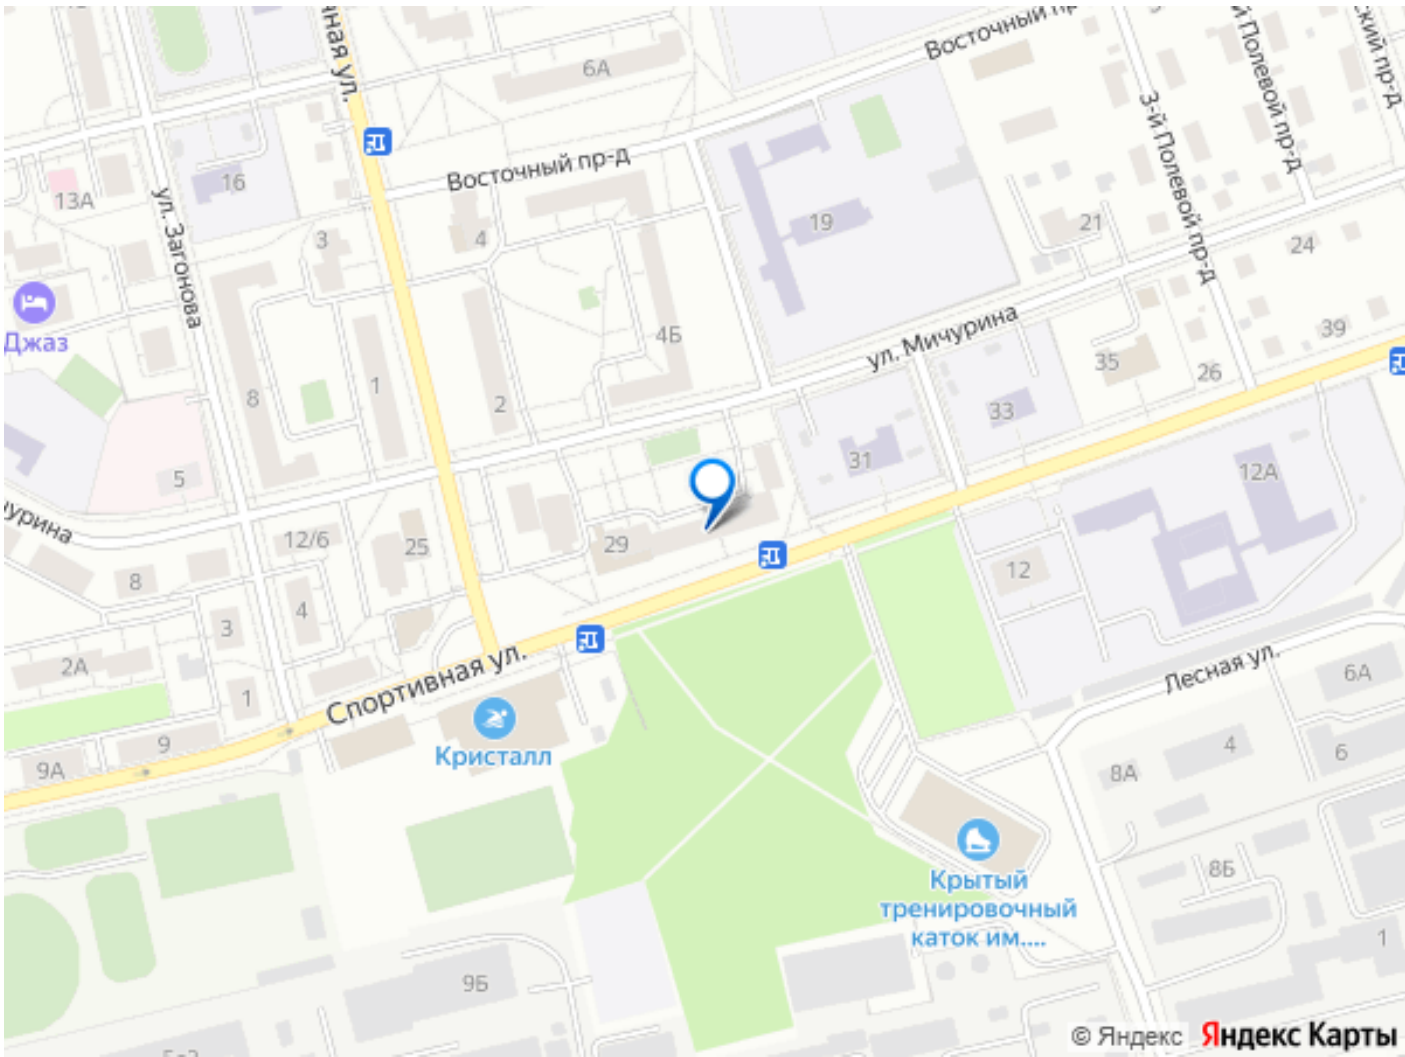 ная ул.
6А
Восточный пр
ский пр-д
й Полевой пр-д
3-й Полевой пр-д
Восточный пр-д
16
13А
ул. Загонова
3
4
19
21
24
Джаз
4Б
ул. Мичурина
39
35
26
8
1
2
33
31
12А
5
чурина
12/6
25
29
8
12
4
3
2А
Лесная ул.
6А
1
Спортивная ул.
9
9А
Кристалл
4
6
8А
8Б
Крытый
тренировочный
каток им....
1
9Б
© Яндекс Яндекс Карты